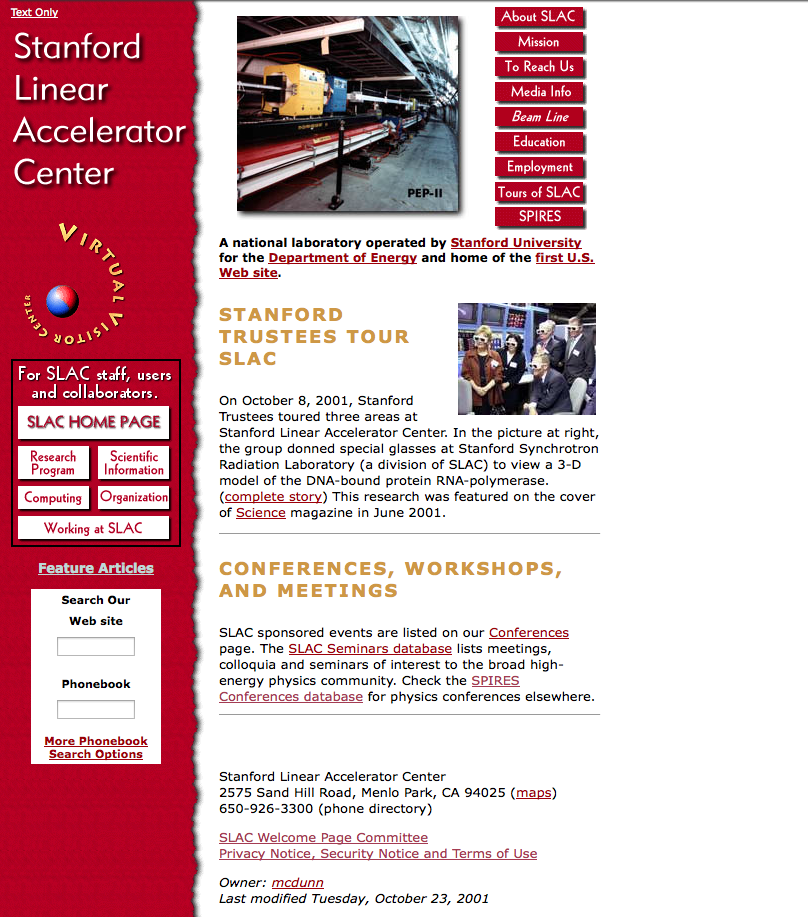 Text Only
Stanford
Linear
Accelerator
Center
VIRTUAL VISITOR CENTER
For SLAC staff, users
and collaborators.
SLAC HOME PAGE
Research
Program
Scientific
Information
Computing
Organization
Working at SLAC
Feature Articles
Search Our
Web site
Phonebook
More Phonebook
Search Options
PEP-II
About SLAC
Mission
To Reach Us
Media Info
Beam Line
Education
Employment
Tours of SLAC
SPIRES
A national laboratory operated by Stanford University
for the Department of Energy and home of the first U.S.
Web site.
STANFORD
TRUSTEES TOUR
SLAC
On October 8, 2001, Stanford
Trustees toured three areas at
Stanford Linear Accelerator Center. In the picture at right,
the group donned special glasses at Stanford Synchrotron
Radiation Laboratory (a division of SLAC) to view a 3-D
model of the DNA-bound protein RNA-polymerase.
(complete story) This research was featured on the cover
of Science magazine in June 2001.
CONFERENCES, WORKSHOPS,
AND MEETINGS
SLAC sponsored events are listed on our Conferences
page. The SLAC Seminars database lists meetings,
colloquia and seminars of interest to the broad high-
energy physics community. Check the SPIRES
Conferences database for physics conferences elsewhere.
Stanford Linear Accelerator Center
2575 Sand Hill Road, Menlo Park, CA 94025 (maps)
650-926-3300 (phone directory)
SLAC Welcome Page Committee
Privacy Notice, Security Notice and Terms of Use
Owner: mcdunn
Last modified Tuesday, October 23, 2001